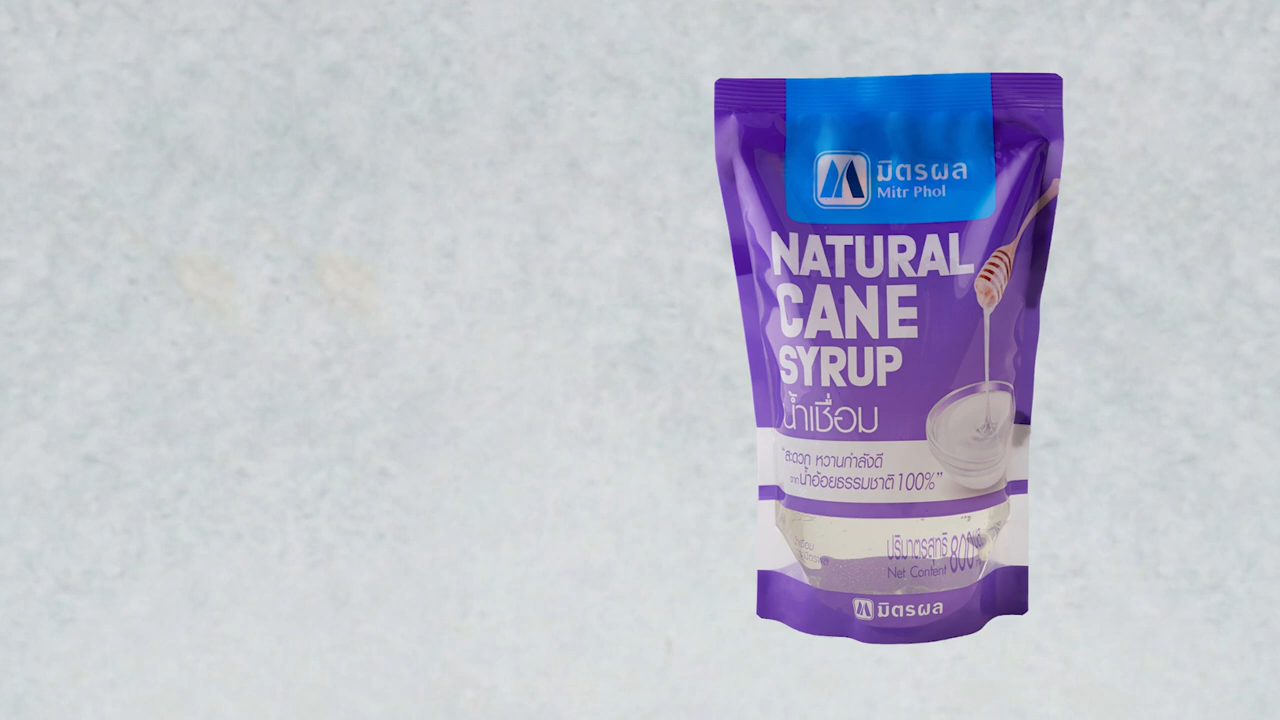 มิตรผล
Mitr Phol
NATURAL
CANE
SYRUP
น้ำเชื่อม
"สะดวก หวานกำลังดี
จากน้ำอ้อยธรรมชาติ 100%"
ปริมาตรสุทธิ 800
Net Content
มิตรผล